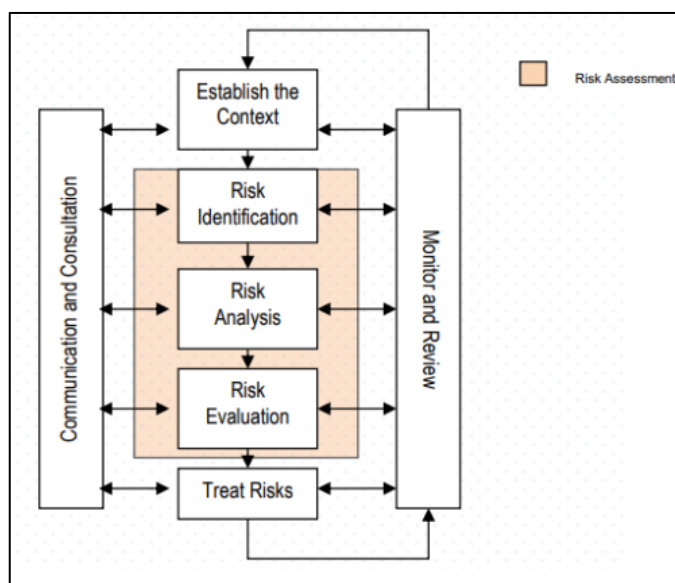 Establish the
Context
Risk Assessment
Communication and Consultation
Risk
Identification
Risk
Analysis
Risk
Evaluation
Treat Risks
Monitor and Review